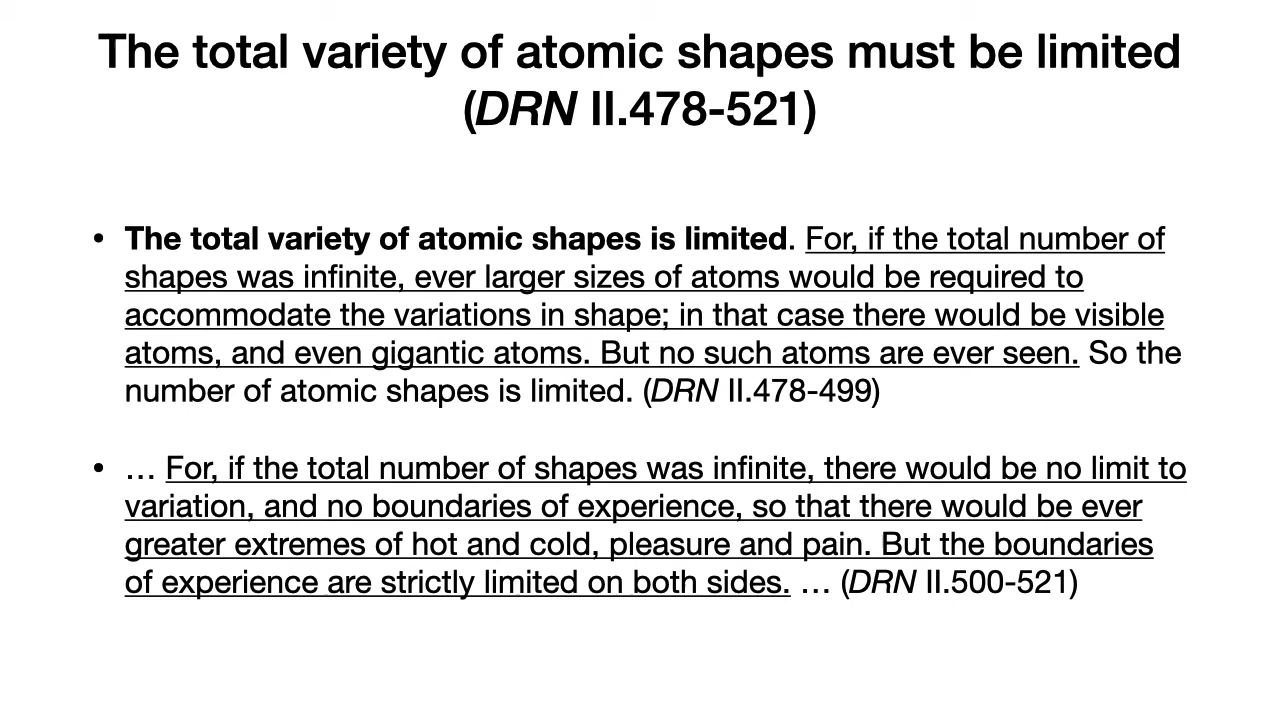 The total variety of atomic shapes must be limited
(DRN II.478-521)
• The total variety of atomic shapes is limited. For, if the total number of
shapes was infinite, ever larger sizes of atoms would be required to
accommodate the variations in shape; in that case there would be visible
atoms, and even gigantic atoms. But no such atoms are ever seen. So the
number of atomic shapes is limited. (DRN II.478-499)
• … For, if the total number of shapes was infinite, there would be no limit to
variation, and no boundaries of experience, so that there would be ever
greater extremes of hot and cold, pleasure and pain. But the boundaries
of experience are strictly limited on both sides. … (DRN II.500-521)